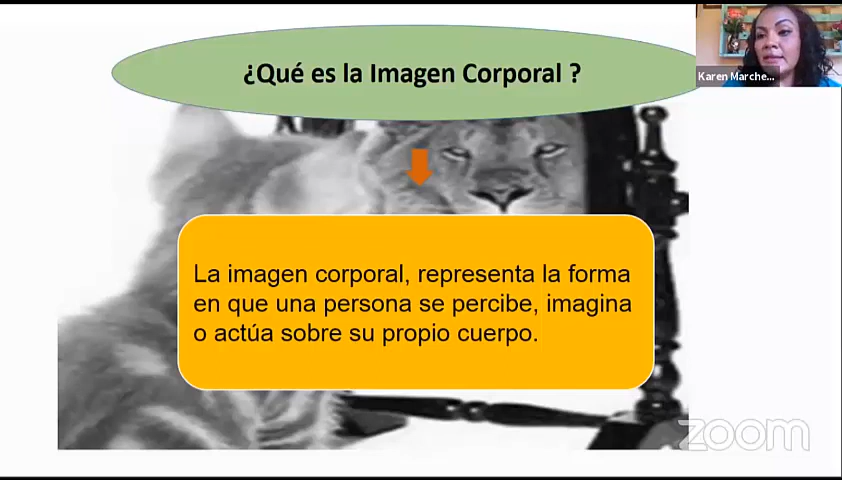 ¿Qué es la Imagen Corporal ?
Karen Marche...
La imagen corporal, representa la forma
en que una persona se percibe, imagina
o actúa sobre su propio cuerpo.
zoom